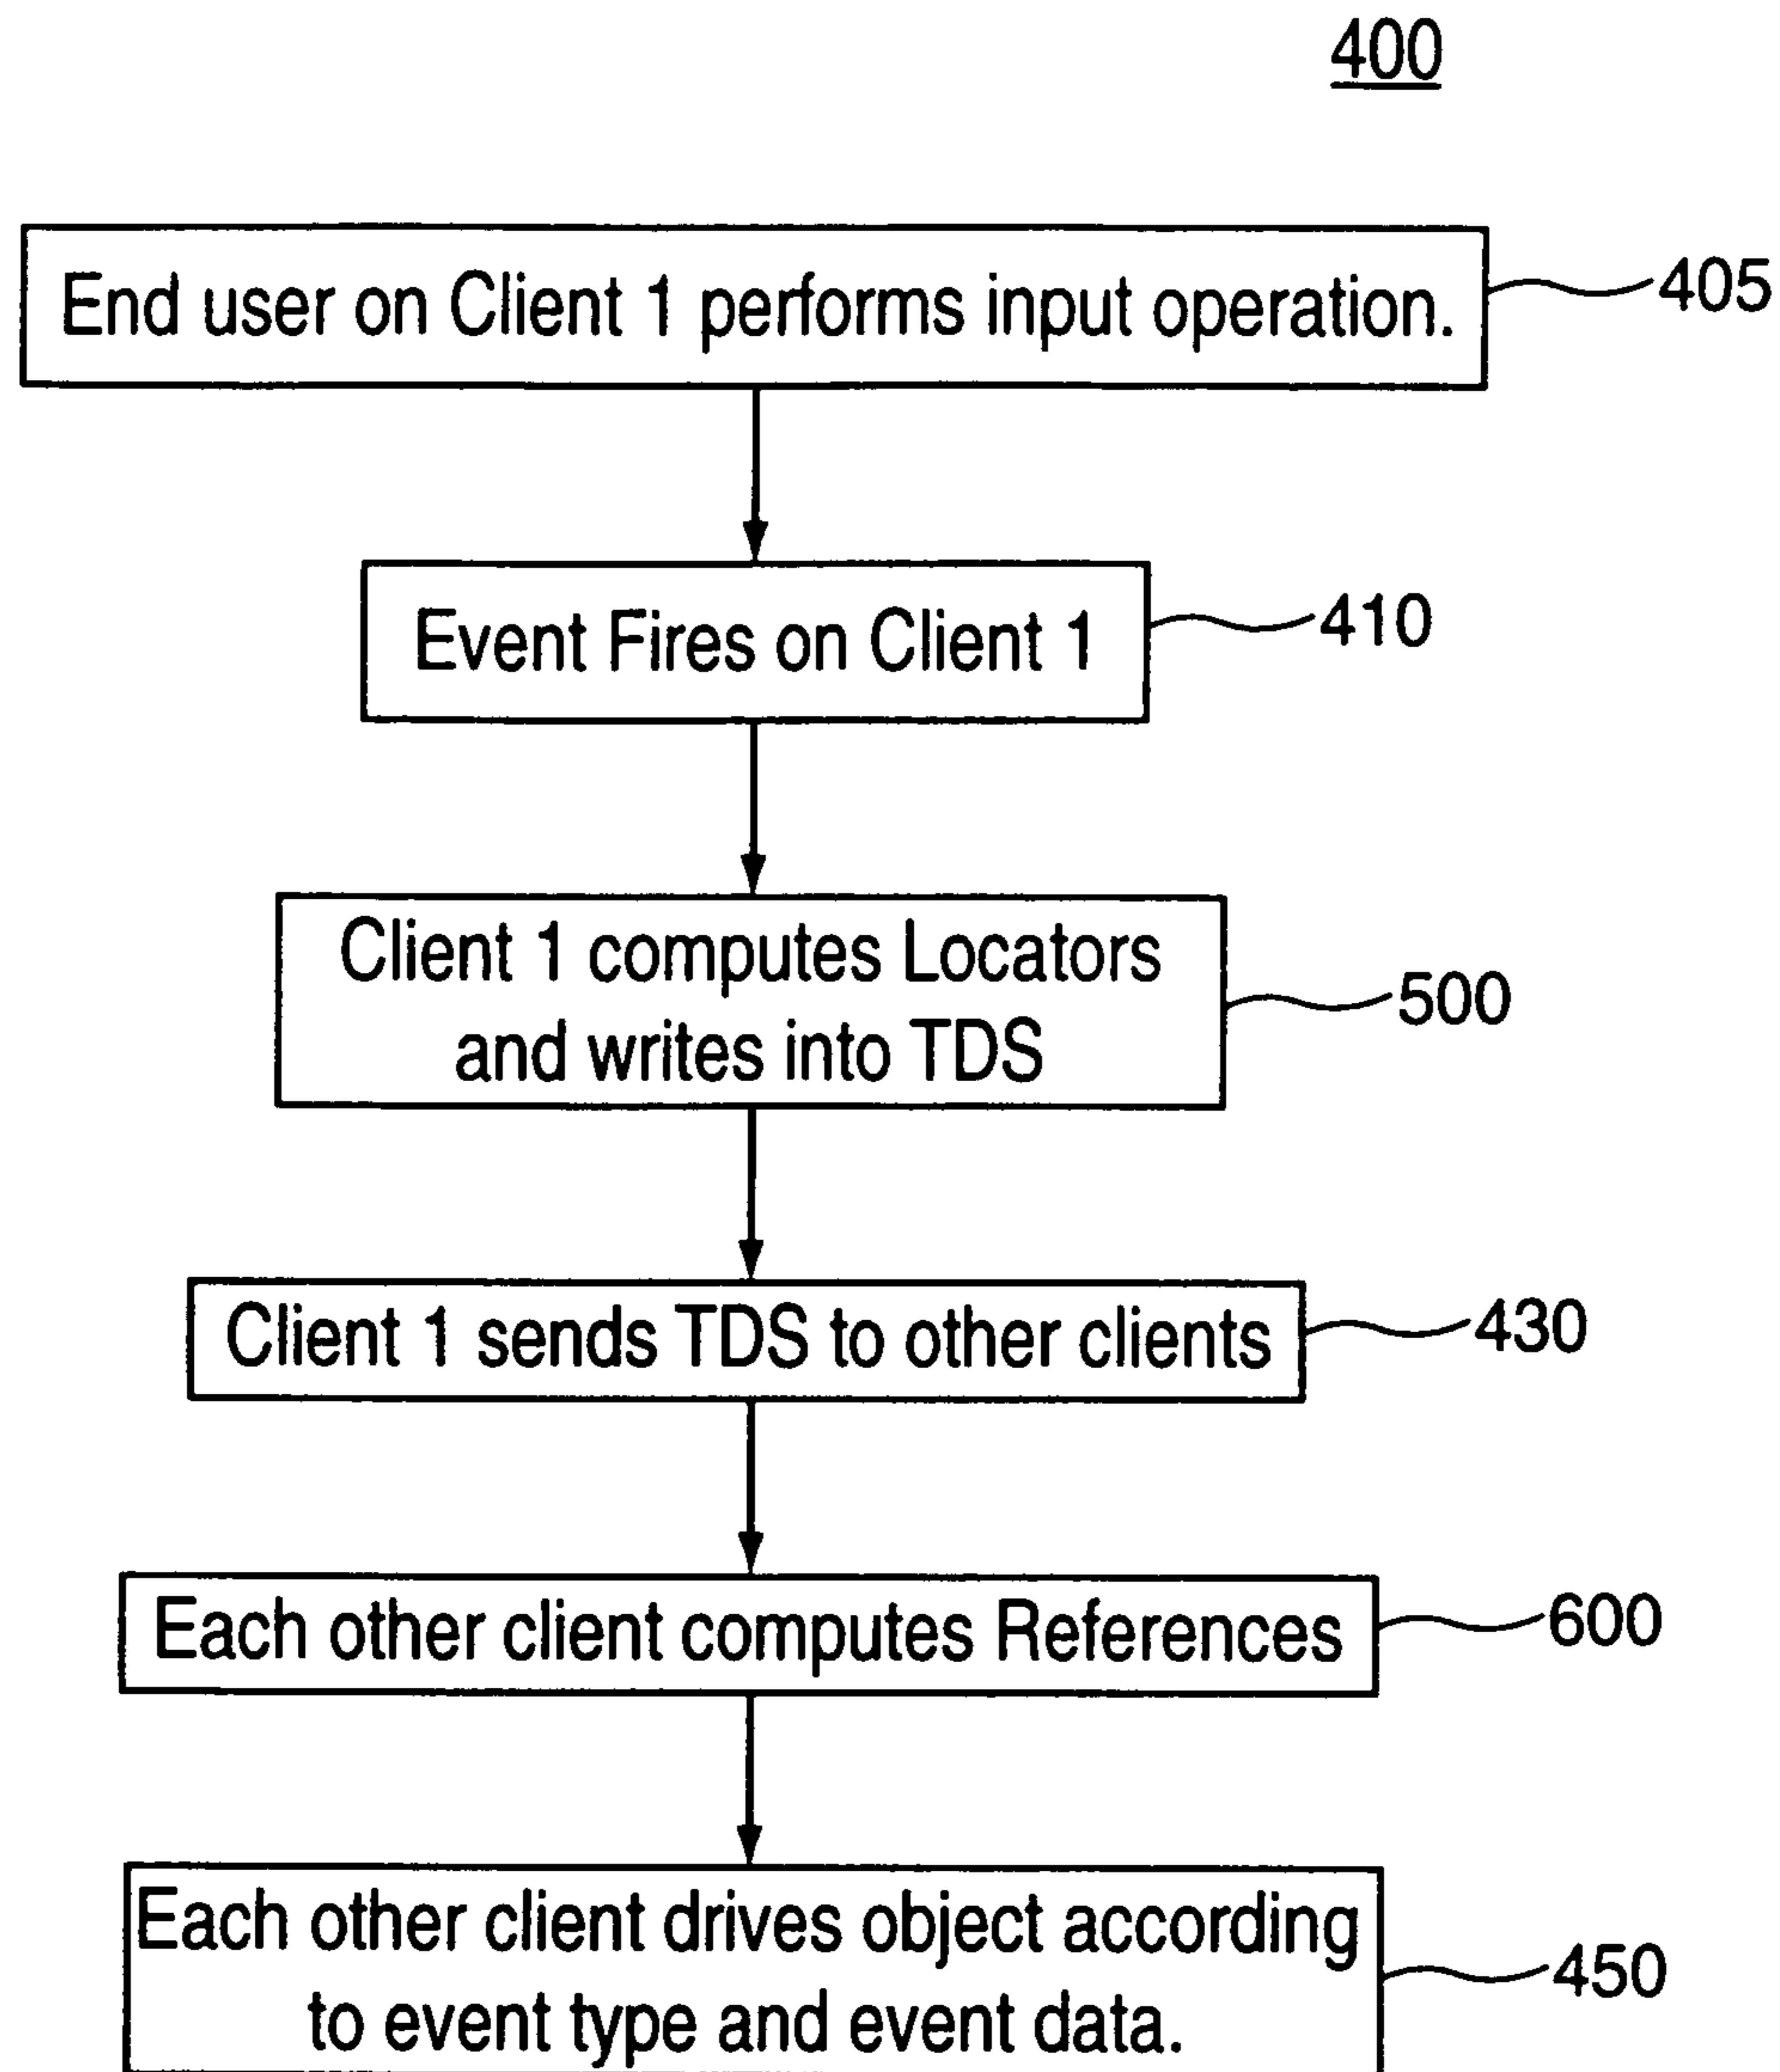 400
End user on Client 1 performs input operation.
405
Event Fires on Client 1
410
Client 1 computes Locators
and writes into TDS
500
Client 1 sends TDS to other clients
430
Each other client computes References
600
Each other client drives object according
to event type and event data.
450